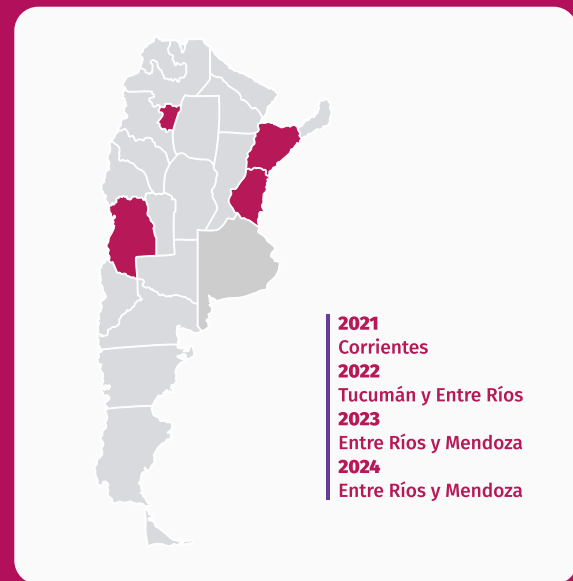 2021
Corrientes
2022
Tucumán y Entre Ríos
2023
Entre Ríos y Mendoza
2024
Entre Ríos y Mendoza